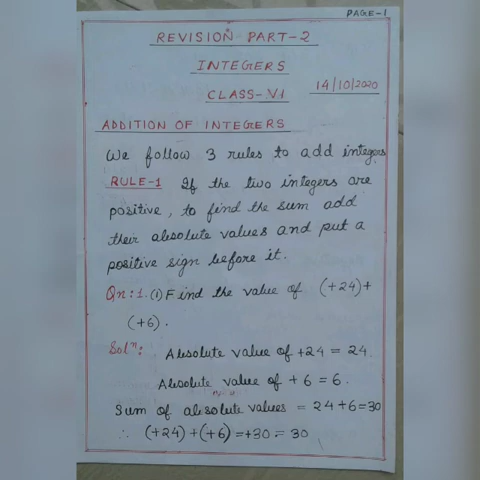 PAGE-1
REVISION PART-2
INTEGERS
CLASS-VI
14/10/2020
ADDITION OF INTEGERS
We follow 3 rules to add integers
RULE-1 If the two integers are
positive, to find the sum add
their absolute values and put a
positive sign before it.
Qn:1. (i) Find the value of (+24)+
(+6).
Solⁿ: Absolute value of +24 = 24
Absolute value of +6 = 6.
Sum of absolute values = 24+6=30
∴ (+24)+(+6)=+30=30